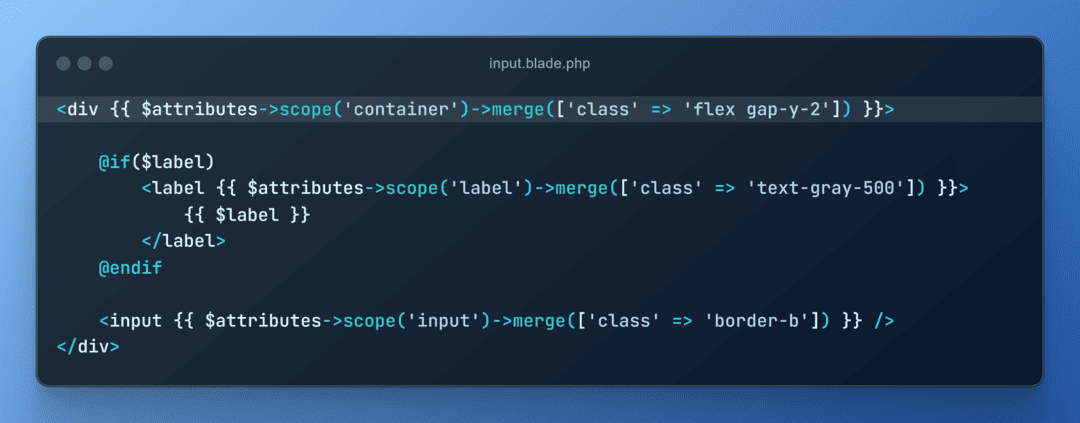 input.blade.php
<div {{ $attributes->scope('container')->merge(['class' => 'flex gap-y-2']) }}>
@if($label)
<label {{ $attributes->scope('label')->merge(['class' => 'text-gray-500']) }}>
{{ $label }}
</label>
@endif
<input {{ $attributes->scope('input')->merge(['class' => 'border-b']) }} />
</div>